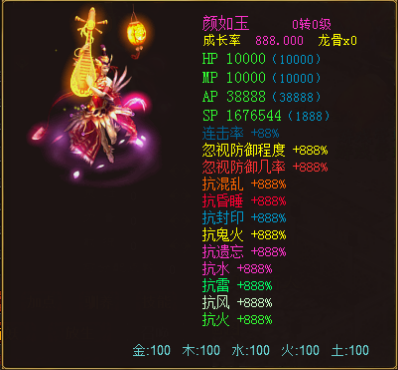 颜如玉 0转0级
成长率 888.000 龙骨x0
HP 10000(10000)
MP 10000(10000)
AP 38888(38888)
SP 1676544(1888)
连击率 +88%
忽视防御程度 +888%
忽视防御几率 +888%
抗混乱 +888%
抗昏睡 +888%
抗封印 +888%
抗鬼火 +888%
抗遗忘 +888%
抗水 +888%
抗雷 +888%
抗风 +888%
抗火 +888%
金:100 木:100 水:100 火:100 土:100